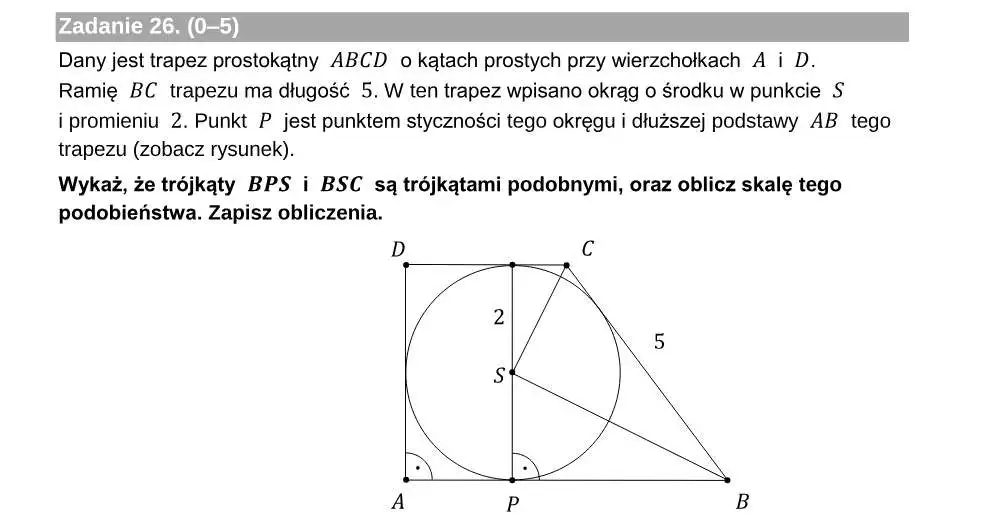 Zadanie 26. (0–5)
Dany jest trapez prostokątny ABCD o kątach prostych przy wierzchołkach A i D.
Ramię BC trapezu ma długość 5. W ten trapez wpisano okrąg o środku w punkcie S
i promieniu 2. Punkt P jest punktem styczności tego okręgu i dłuższej podstawy AB tego
trapezu (zobacz rysunek).
Wykaż, że trójkąty BPS i BSC są trójkątami podobnymi, oraz oblicz skalę tego
podobieństwa. Zapisz obliczenia.
D
C
2
5
S
A
P
B